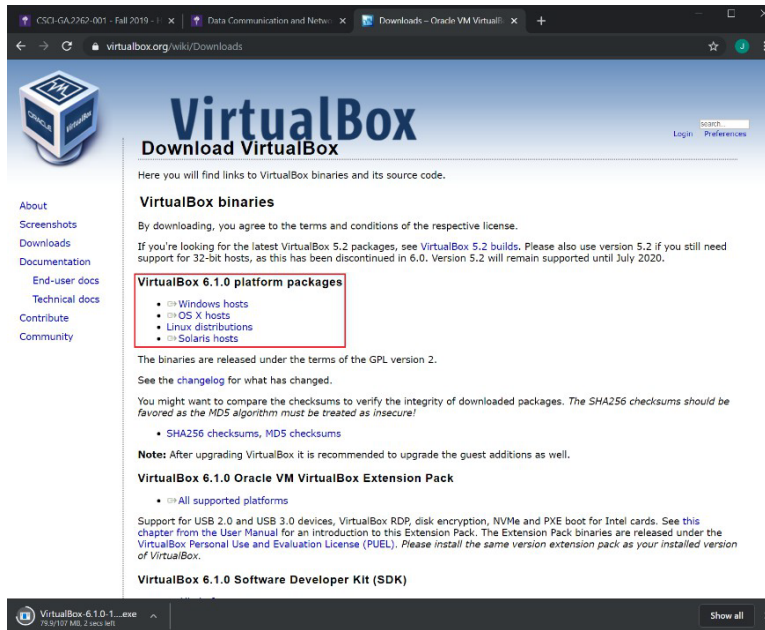 CSCI-GA.2262-001 - Fall 2019 - H
Data Communication and Netwo
Downloads – Oracle VM VirtualB
virtualbox.org/wiki/Downloads
J
ORACLE
VirtualBox
VirtualBox
search...
Login Preferences
Download VirtualBox
Here you will find links to VirtualBox binaries and its source code.
About
Screenshots
Downloads
Documentation
End-user docs
Technical docs
Contribute
Community
VirtualBox binaries
By downloading, you agree to the terms and conditions of the respective license.
If you're looking for the latest VirtualBox 5.2 packages, see VirtualBox 5.2 builds. Please also use version 5.2 if you still need
support for 32-bit hosts, as this has been discontinued in 6.0. Version 5.2 will remain supported until July 2020.
VirtualBox 6.1.0 platform packages
Windows hosts
OS X hosts
Linux distributions
Solaris hosts
The binaries are released under the terms of the GPL version 2.
See the changelog for what has changed.
You might want to compare the checksums to verify the integrity of downloaded packages. The SHA256 checksums should be
favored as the MD5 algorithm must be treated as insecure!
SHA256 checksums, MD5 checksums
Note: After upgrading VirtualBox it is recommended to upgrade the guest additions as well.
VirtualBox 6.1.0 Oracle VM VirtualBox Extension Pack
All supported platforms
Support for USB 2.0 and USB 3.0 devices, VirtualBox RDP, disk encryption, NVMe and PXE boot for Intel cards. See this
chapter from the User Manual for an introduction to this Extension Pack. The Extension Pack binaries are released under the
VirtualBox Personal Use and Evaluation License (PUEL). Please install the same version extension pack as your installed version
of VirtualBox.
VirtualBox 6.1.0 Software Developer Kit (SDK)
VirtualBox-6.1.0-1....exe
79.9/107 MB, 2 secs left
Show all